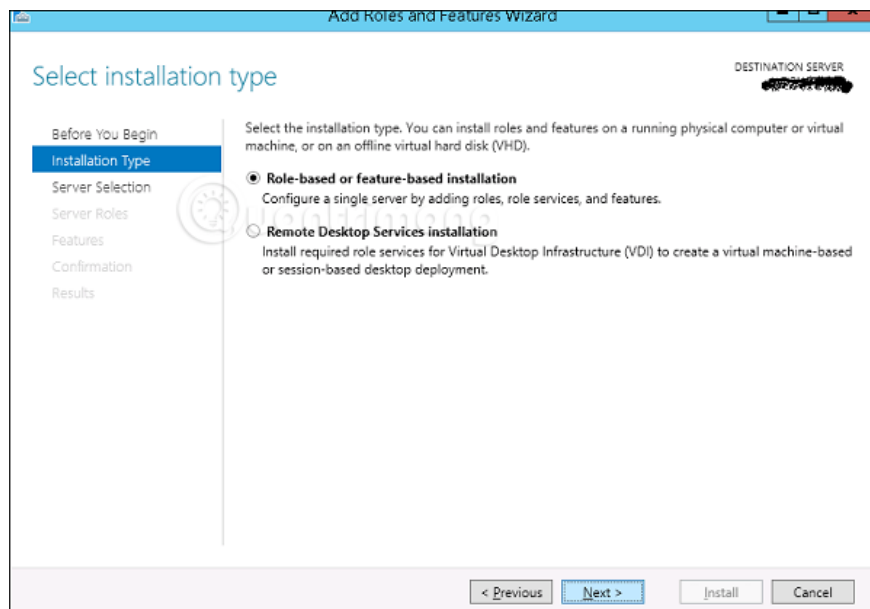 Add Roles and Features Wizard
Select installation type
DESTINATION SERVER
Before You Begin
Installation Type
Server Selection
Server Roles
Features
Confirmation
Results
Select the installation type. You can install roles and features on a running physical computer or virtual
machine, or on an offline virtual hard disk (VHD).
Role-based or feature-based installation
Configure a single server by adding roles, role services, and features.
Remote Desktop Services installation
Install required role services for Virtual Desktop Infrastructure (VDI) to create a virtual machine-based
or session-based desktop deployment.
< Previous
Next >
Install
Cancel